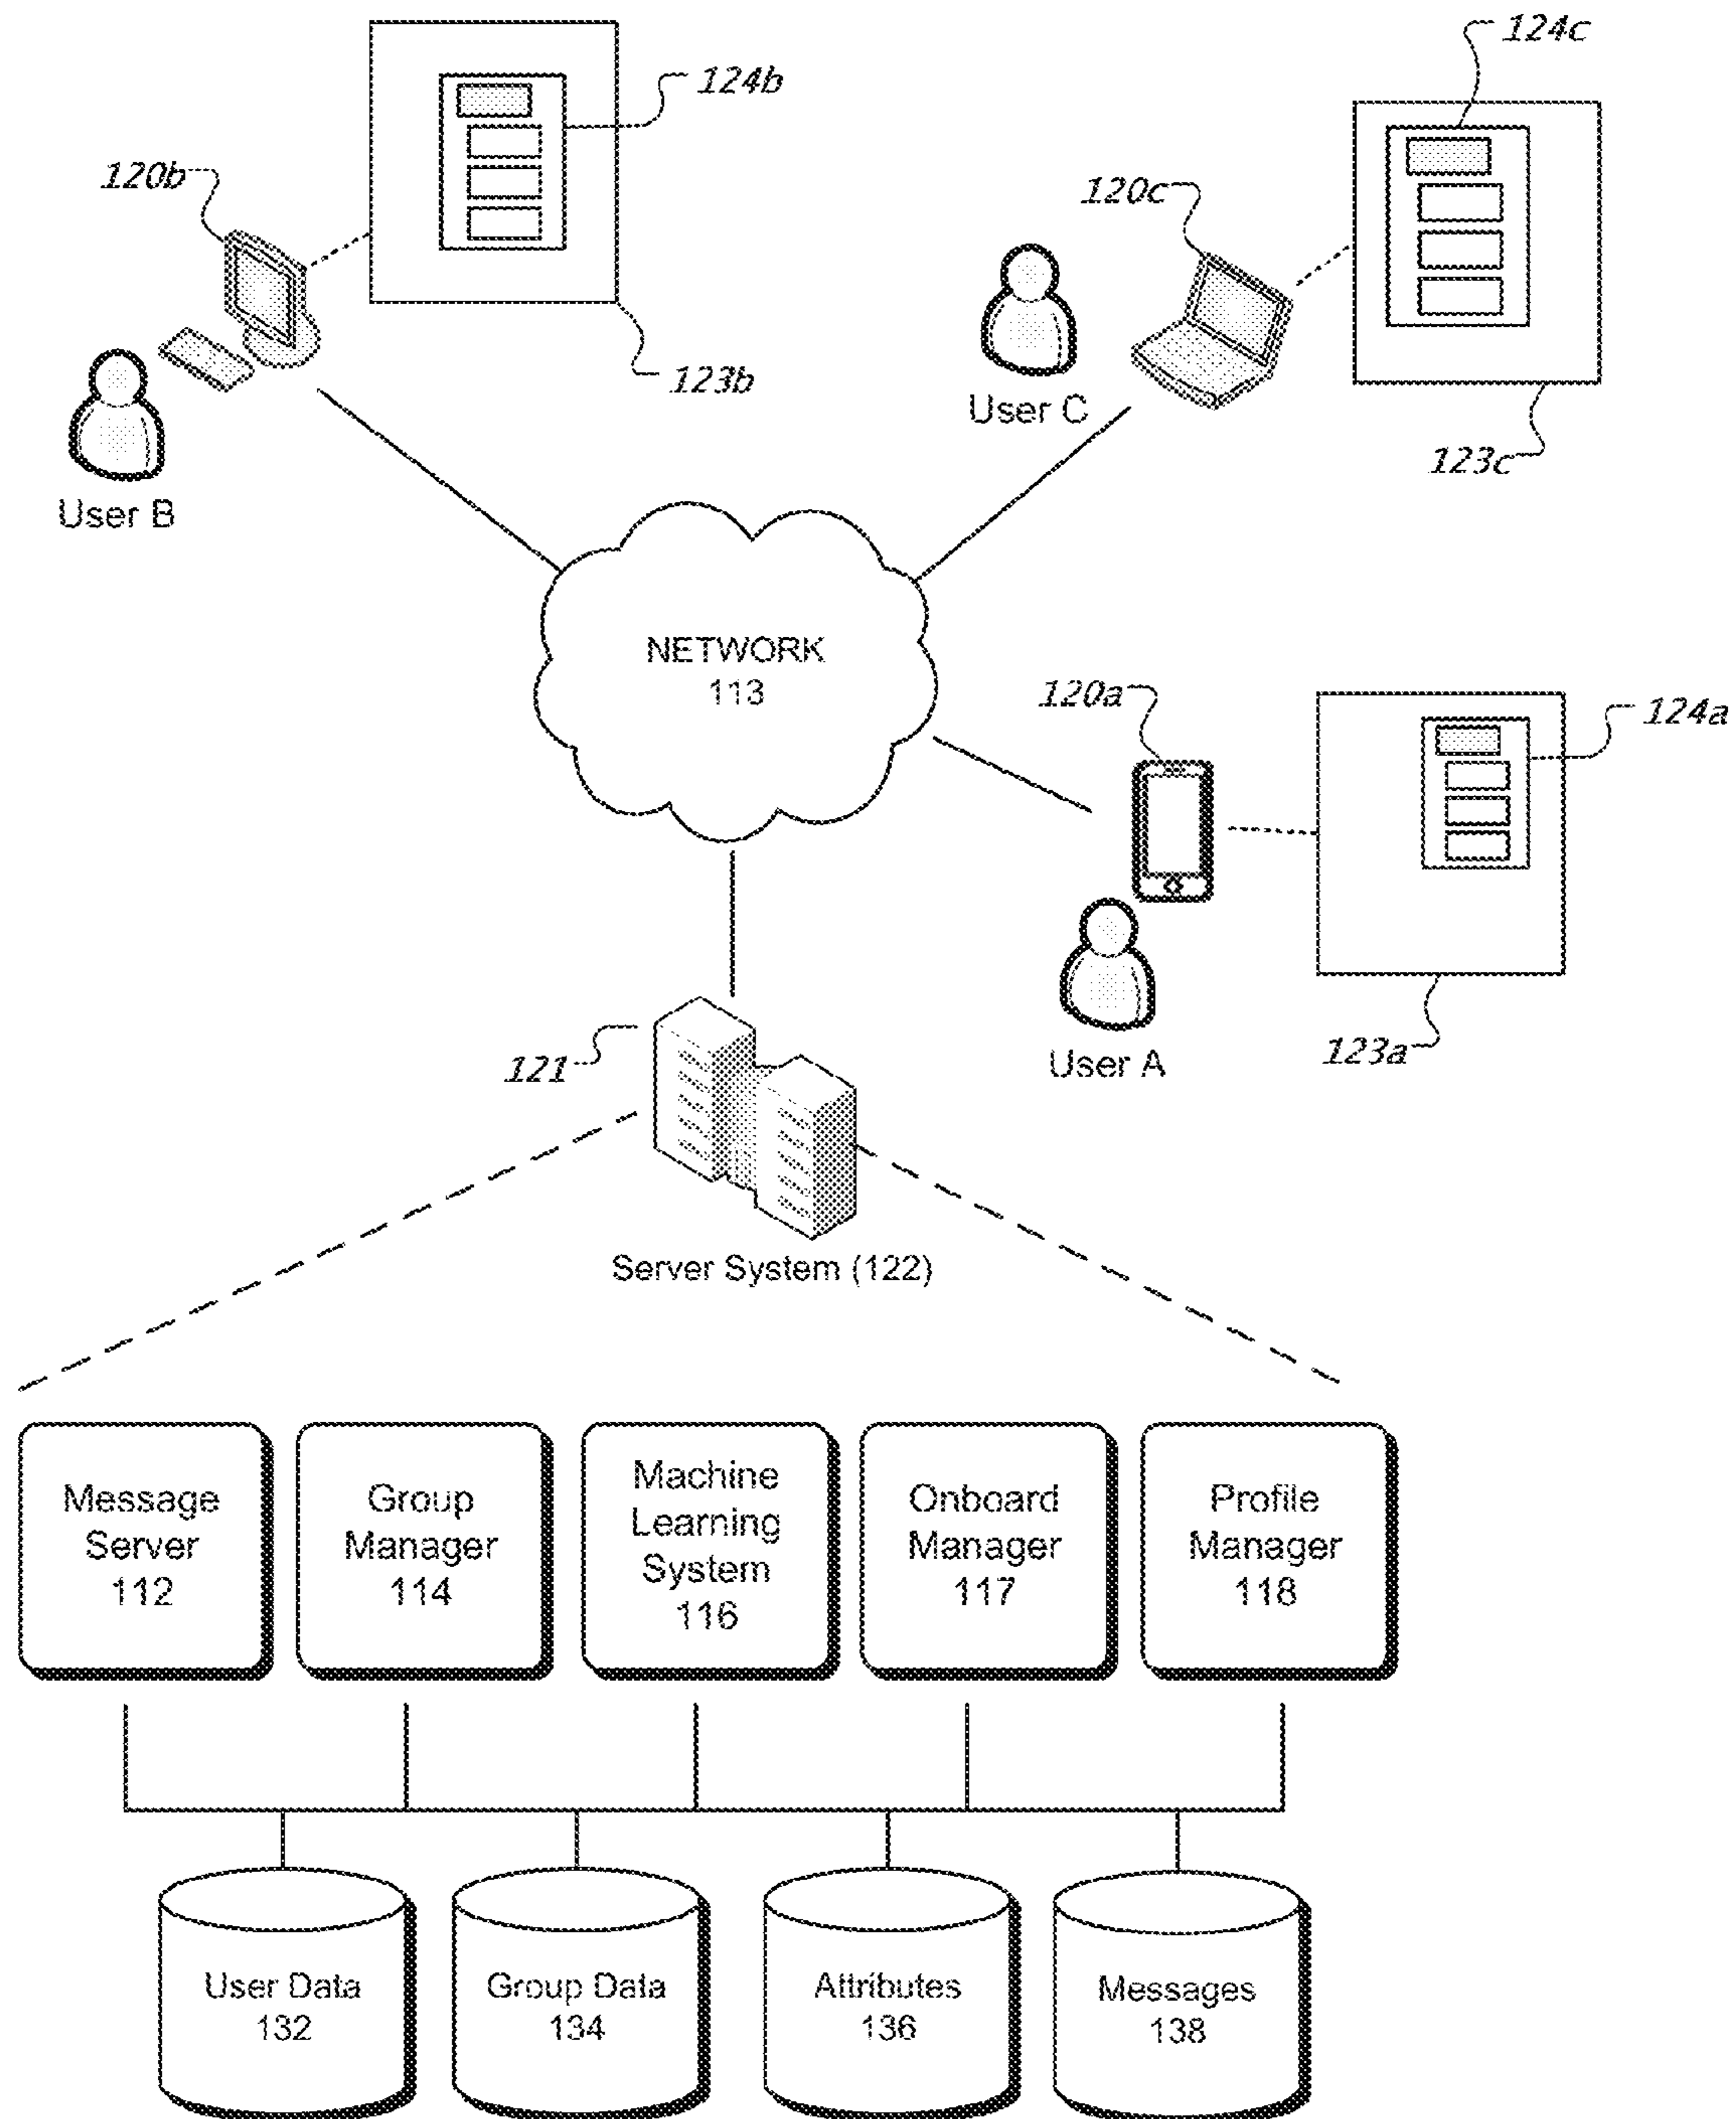 124c
124b
120b
120c
123b
User C
123c
User B
NETWORK
113
120a
124a
121
User A
123a
Server System (122)
Message
Server
112
Group
Manager
114
Machine
Learning
System
116
Onboard
Manager
117
Profile
Manager
118
User Data
132
Group Data
134
Attributes
136
Messages
138